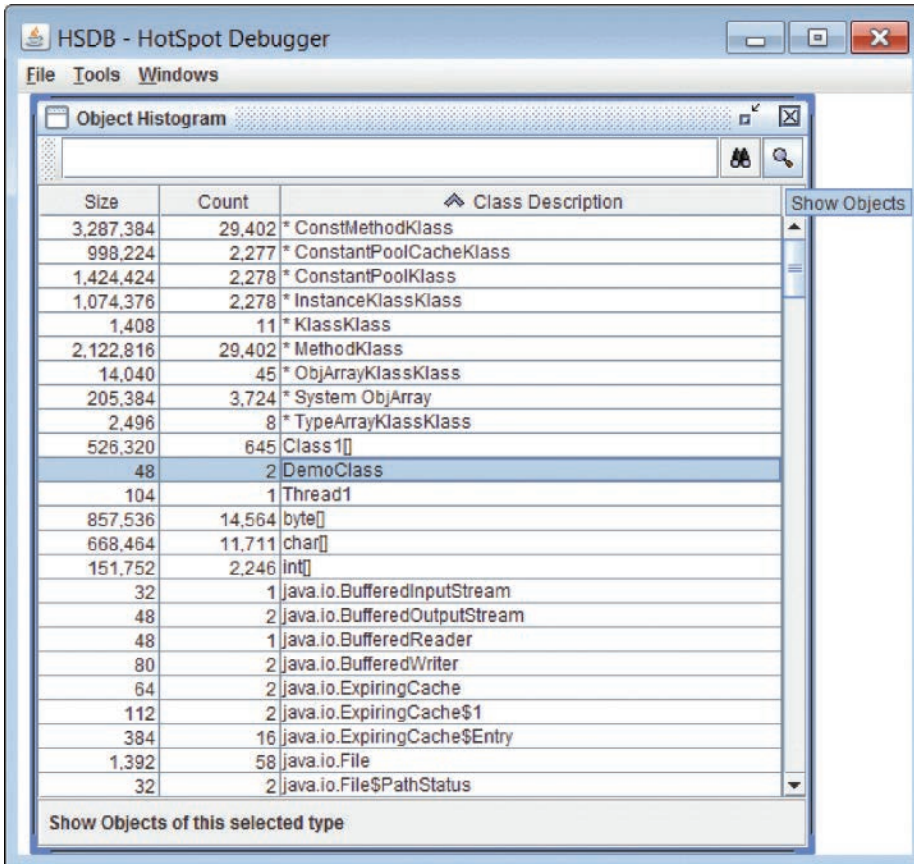 HSDB - HotSpot Debugger
File Tools Windows
Object Histogram
Size Count Class Description
Show Objects
3,287,384 29,402 * ConstMethodKlass
998,224 2,277 * ConstantPoolCacheKlass
1,424,424 2,278 * ConstantPoolKlass
1,074,376 2,278 * InstanceKlassKlass
1,408 11 * KlassKlass
2,122,816 29,402 * MethodKlass
14,040 45 * ObjArrayKlassKlass
205,384 3,724 * System ObjArray
2,496 8 * TypeArrayKlassKlass
526,320 645 Class1[]
48 2 DemoClass
104 1 Thread1
857,536 14,564 byte[]
668,464 11,711 char[]
151,752 2,246 int[]
32 1 java.io.BufferedInputStream
48 2 java.io.BufferedOutputStream
48 1 java.io.BufferedReader
80 2 java.io.BufferedWriter
64 2 java.io.ExpiringCache
112 2 java.io.ExpiringCache$1
384 16 java.io.ExpiringCache$Entry
1,392 58 java.io.File
32 2 java.io.File$PathStatus
Show Objects of this selected type